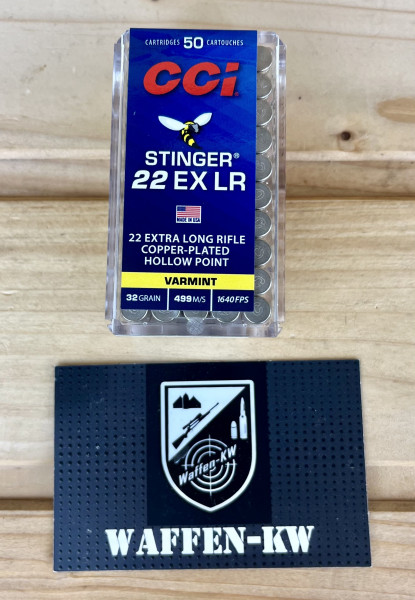 CARTRIDGES 50 CARTOUCHES
CCI
STINGER®
22 EX LR
MADE IN USA
22 EXTRA LONG RIFLE
COPPER-PLATED
HOLLOW POINT
VARMINT
32 GRAIN 499 M/S 1640 FPS
Waffen-KW
WAFFEN-KW